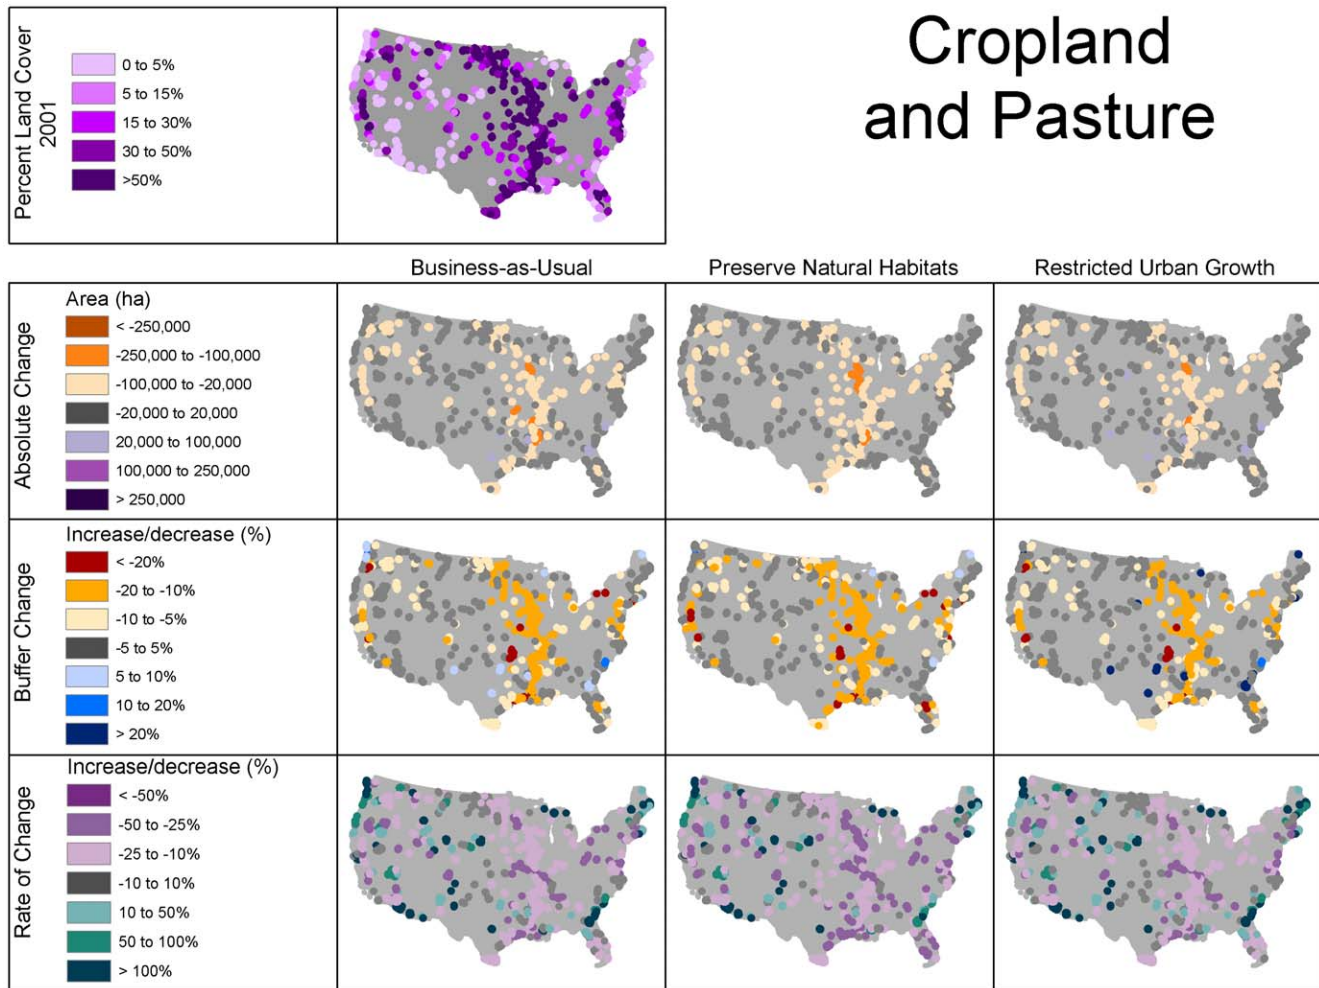 Cropland
and Pasture
Percent Land Cover
2001
0 to 5%
5 to 15%
15 to 30%
30 to 50%
>50%
Business-as-Usual
Preserve Natural Habitats
Restricted Urban Growth
Absolute Change
Area (ha)
< -250,000
-250,000 to -100,000
-100,000 to -20,000
-20,000 to 20,000
20,000 to 100,000
100,000 to 250,000
> 250,000
Buffer Change
Increase/decrease (%)
< -20%
-20 to -10%
-10 to -5%
-5 to 5%
5 to 10%
10 to 20%
> 20%
Rate of Change
Increase/decrease (%)
< -50%
-50 to -25%
-25 to -10%
-10 to 10%
10 to 50%
50 to 100%
> 100%